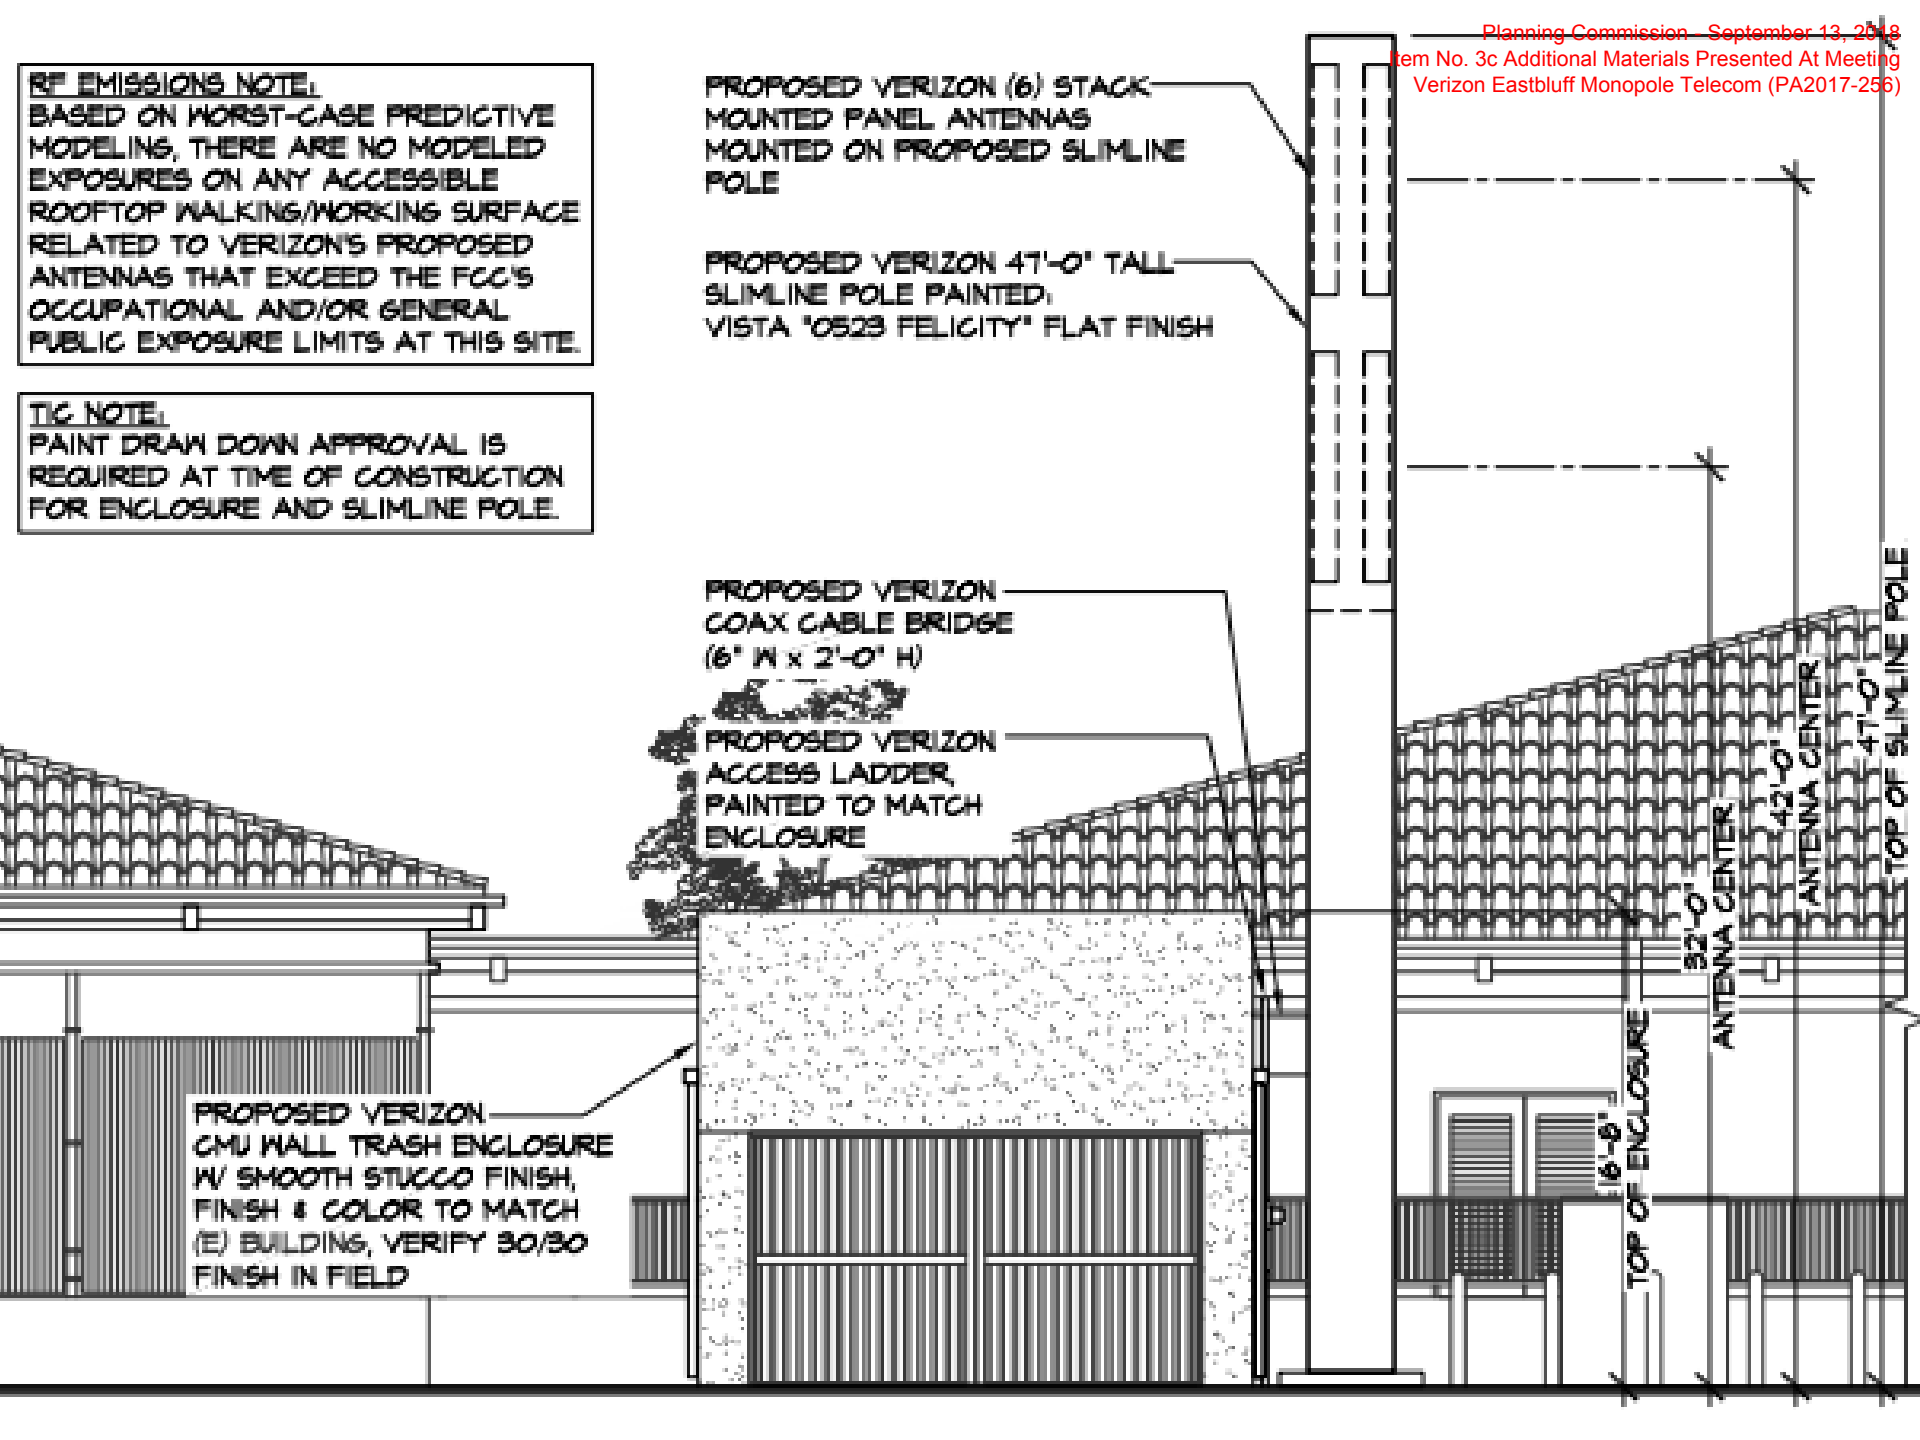 Planning Commission - September 13, 2018
Item No. 3c Additional Materials Presented At Meeting
Verizon Eastbluff Monopole Telecom (PA2017-256)
RF EMISSIONS NOTE:
BASED ON WORST-CASE PREDICTIVE
MODELING, THERE ARE NO MODELED
EXPOSURES ON ANY ACCESSIBLE
ROOFTOP WALKING/WORKING SURFACE
RELATED TO VERIZON'S PROPOSED
ANTENNAS THAT EXCEED THE FCC'S
OCCUPATIONAL AND/OR GENERAL
PUBLIC EXPOSURE LIMITS AT THIS SITE.
TIC NOTE:
PAINT DRAW DOWN APPROVAL IS
REQUIRED AT TIME OF CONSTRUCTION
FOR ENCLOSURE AND SLIMLINE POLE.
PROPOSED VERIZON (6) STACK
MOUNTED PANEL ANTENNAS
MOUNTED ON PROPOSED SLIMLINE
POLE
PROPOSED VERIZON 47'-0" TALL
SLIMLINE POLE PAINTED:
VISTA "0523 FELICITY" FLAT FINISH
PROPOSED VERIZON
COAX CABLE BRIDGE
(6" W x 2'-0" H)
PROPOSED VERIZON
ACCESS LADDER,
PAINTED TO MATCH
ENCLOSURE
PROPOSED VERIZON
CMU WALL TRASH ENCLOSURE
W/ SMOOTH STUCCO FINISH,
FINISH & COLOR TO MATCH
(E) BUILDING, VERIFY 30/30
FINISH IN FIELD
16'-8"
TOP OF ENCLOSURE
32'-0"
ANTENNA CENTER
42'-0"
ANTENNA CENTER
47'-0"
TOP OF SLIMLINE POLE